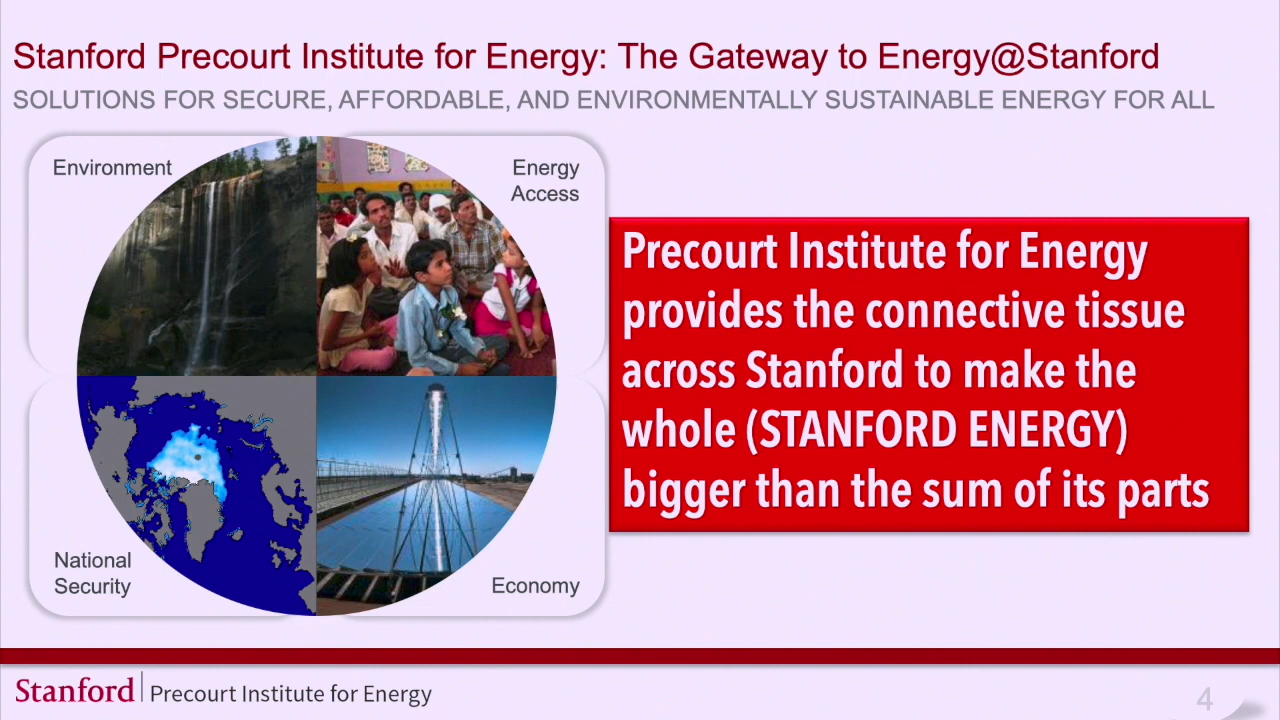 Stanford Precourt Institute for Energy: The Gateway to Energy@Stanford
SOLUTIONS FOR SECURE, AFFORDABLE, AND ENVIRONMENTALLY SUSTAINABLE ENERGY FOR ALL
Environment
Energy
Access
National
Security
Economy
Precourt Institute for Energy
provides the connective tissue
across Stanford to make the
whole (STANFORD ENERGY)
bigger than the sum of its parts
Stanford | Precourt Institute for Energy
4